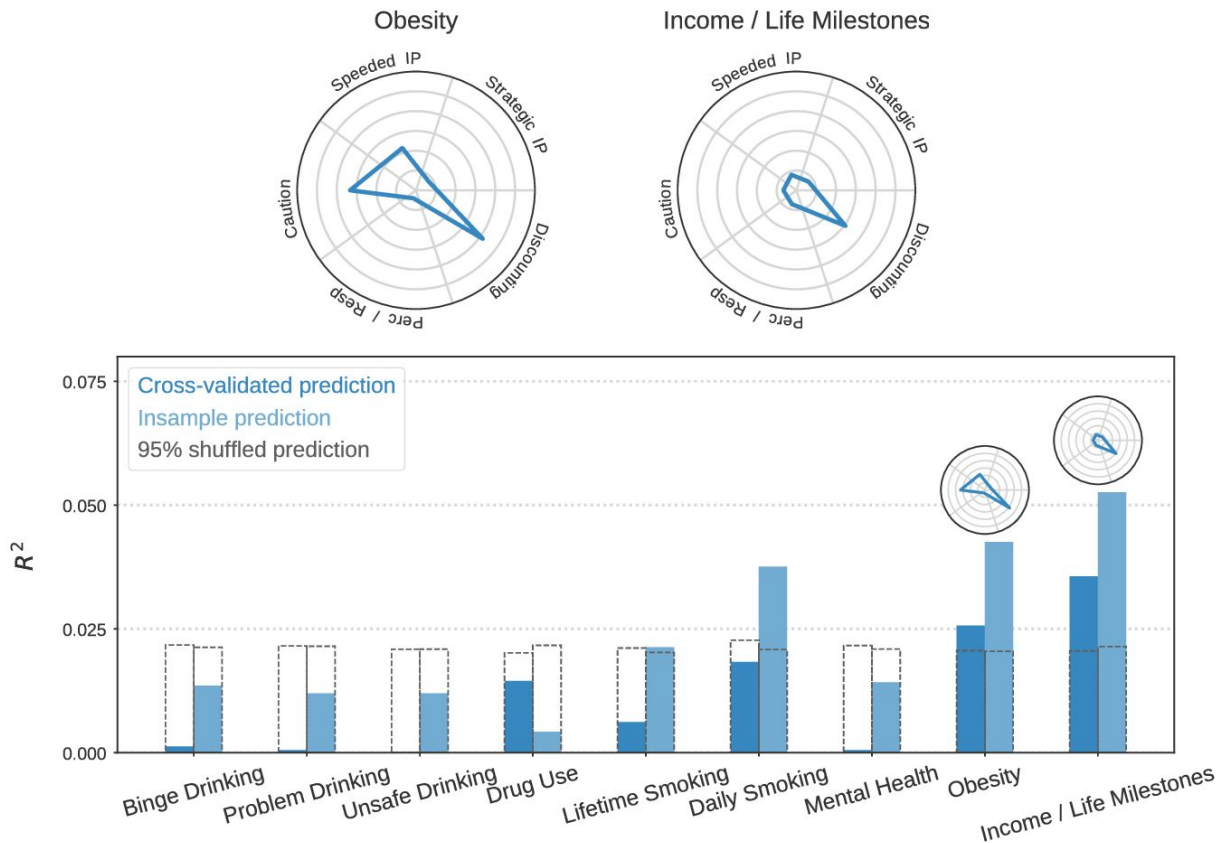 Obesity
Income / Life Milestones
Speeded IP
Strategic IP
Caution
Discounting
Perc / Resp
Speeded IP
Strategic IP
Caution
Discounting
Perc / Resp
Cross-validated prediction
Insample prediction
95% shuffled prediction
0.075
0.050
0.025
0.000
R²
Binge Drinking
Problem Drinking
Unsafe Drinking
Drug Use
Lifetime Smoking
Daily Smoking
Mental Health
Obesity
Income / Life Milestones